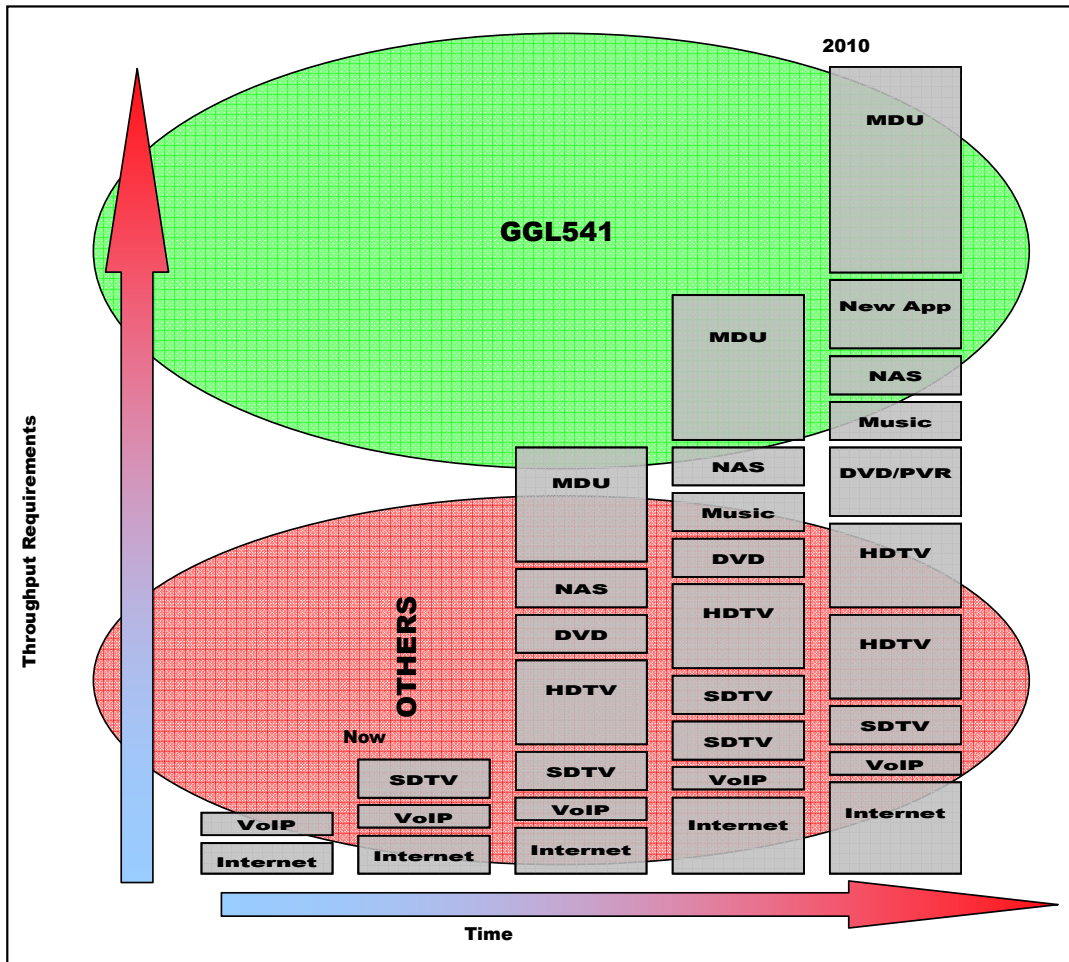 2010
MDU
GGL541
New App
MDU
NAS
Music
Throughput Requirements
MDU
NAS
DVD/PVR
Music
HDTV
DVD
NAS
OTHERS
HDTV
DVD
HDTV
HDTV
SDTV
SDTV
Now
SDTV
SDTV
SDTV
VoIP
VoIP
VoIP
VoIP
VoIP
Internet
Internet
Internet
Internet
Internet
Time